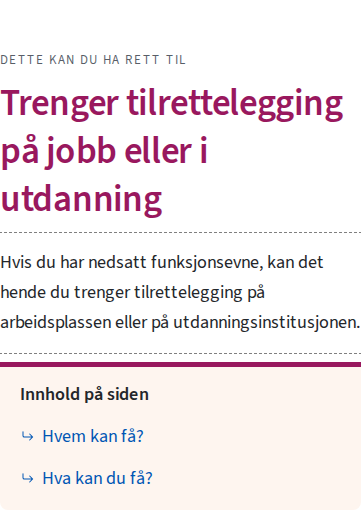 DETTE KAN DU HA RETT TIL
Trenger tilrettelegging
på jobb eller i
utdanning
Hvis du har nedsatt funksjonsevne, kan det
hende du trenger tilrettelegging på
arbeidsplassen eller på utdanningsinstitusjonen.
Innhold på siden
Hvem kan få?
Hva kan du få?